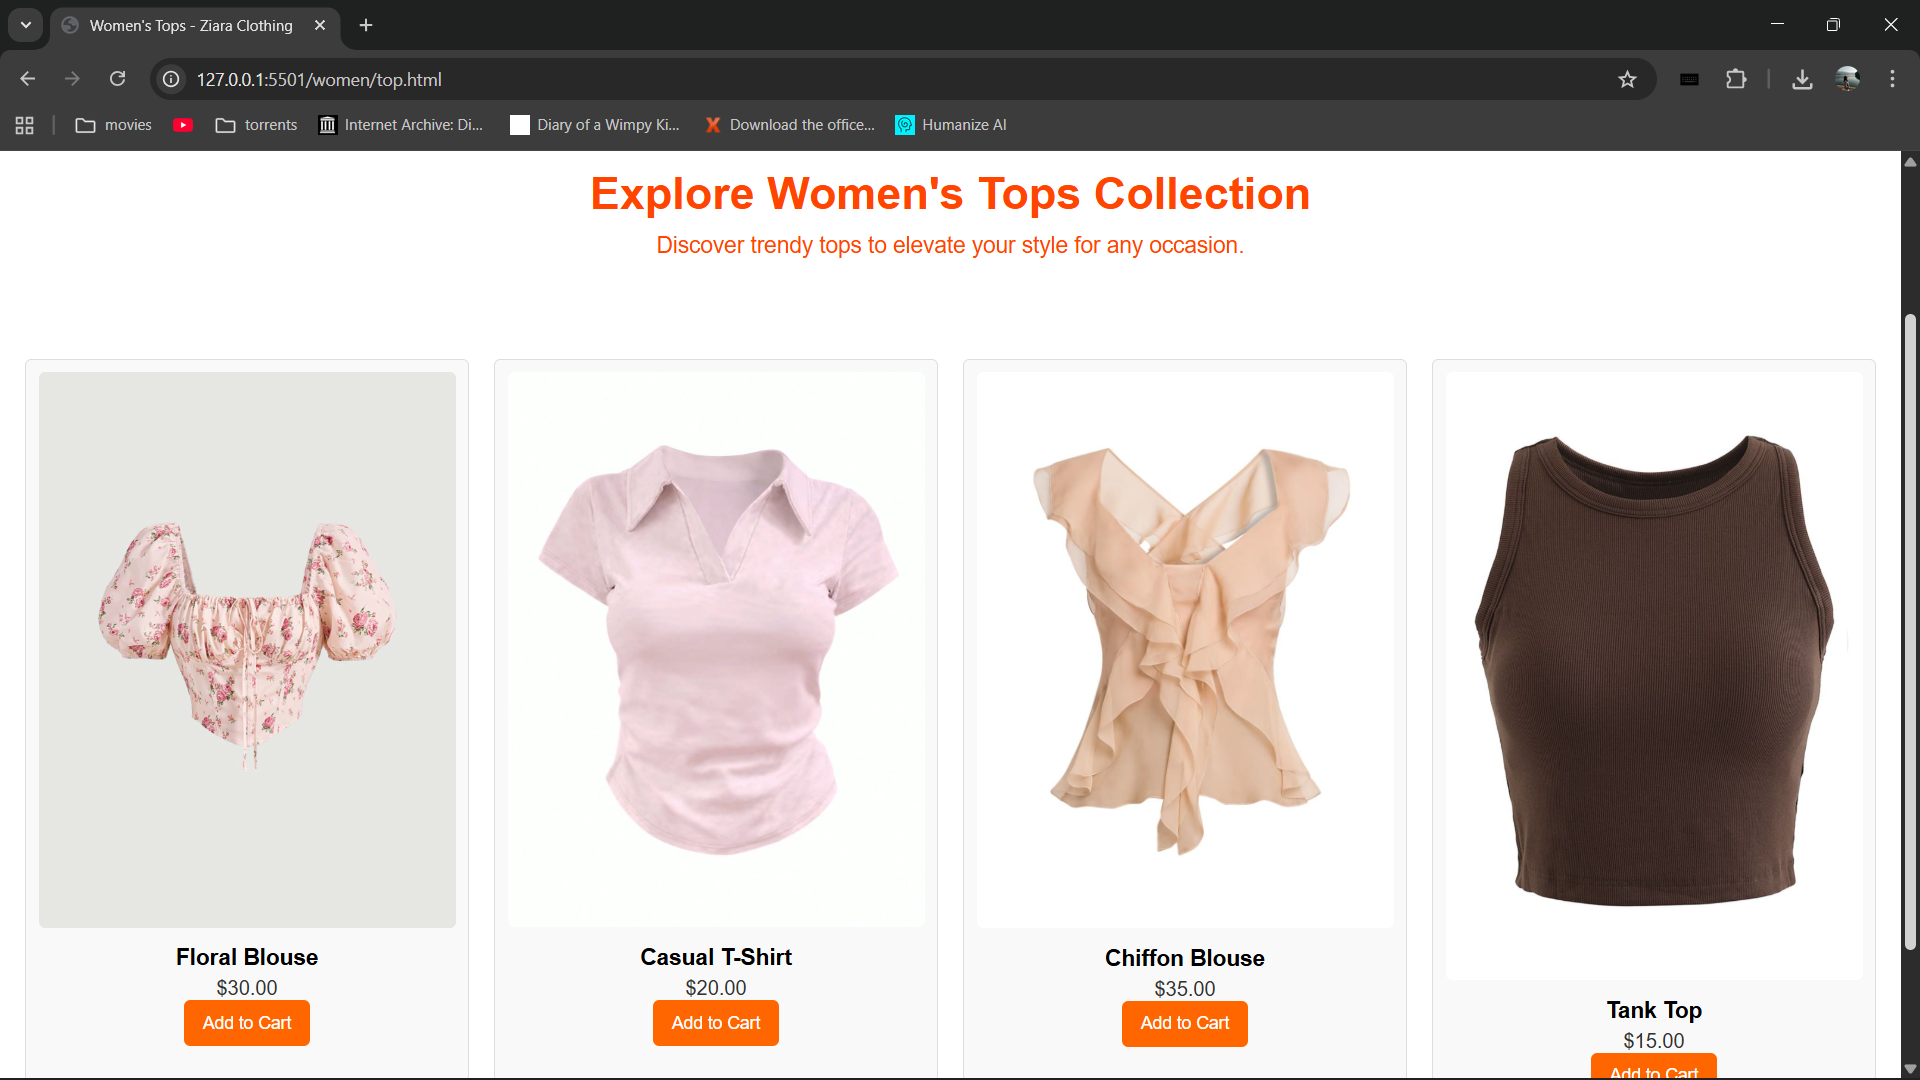 Women's Tops - Ziara Clothing
127.0.0.1:5501/women/top.html
movies
torrents
Internet Archive: Di...
Diary of a Wimpy Ki...
Download the office...
Humanize AI
Explore Women's Tops Collection
Discover trendy tops to elevate your style for any occasion.
Floral Blouse
$30.00
Add to Cart
Casual T-Shirt
$20.00
Add to Cart
Chiffon Blouse
$35.00
Add to Cart
Tank Top
$15.00
Add to Cart